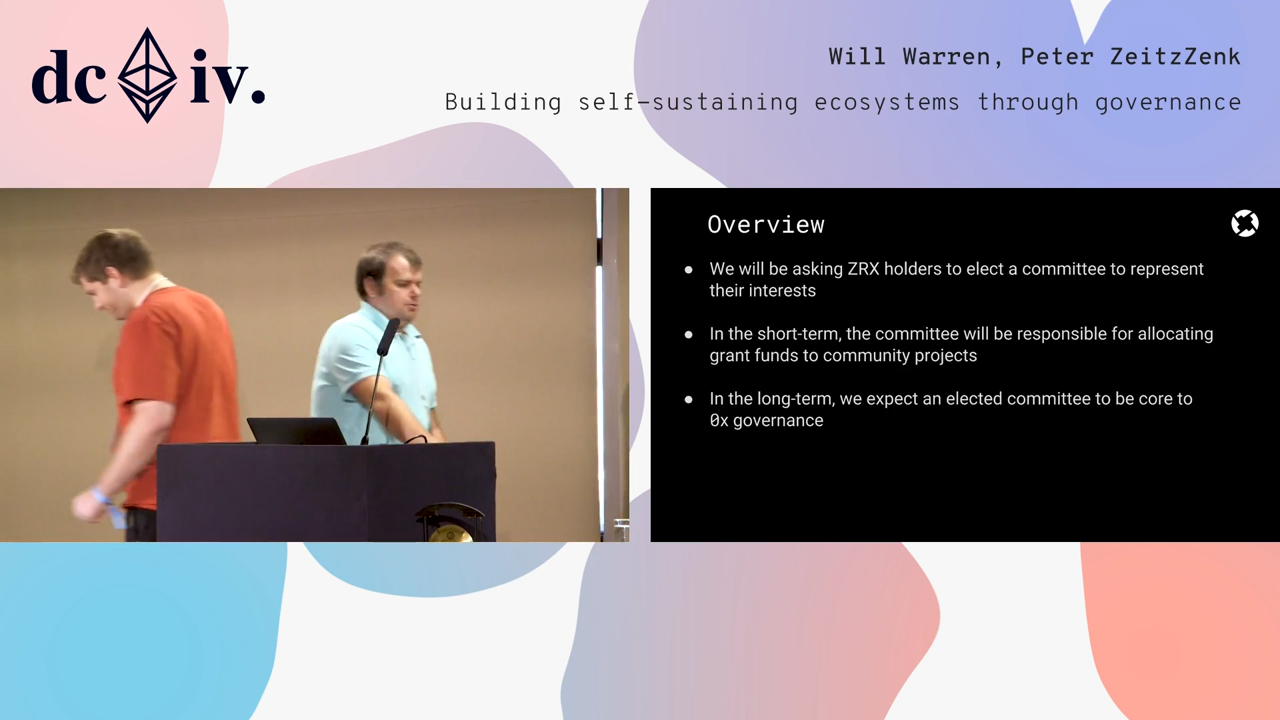 dc iv.
Will Warren, Peter ZeitzZenk
Building self-sustaining ecosystems through governance
Overview
● We will be asking ZRX holders to elect a committee to represent
their interests
● In the short-term, the committee will be responsible for allocating
grant funds to community projects
● In the long-term, we expect an elected committee to be core to
0x governance